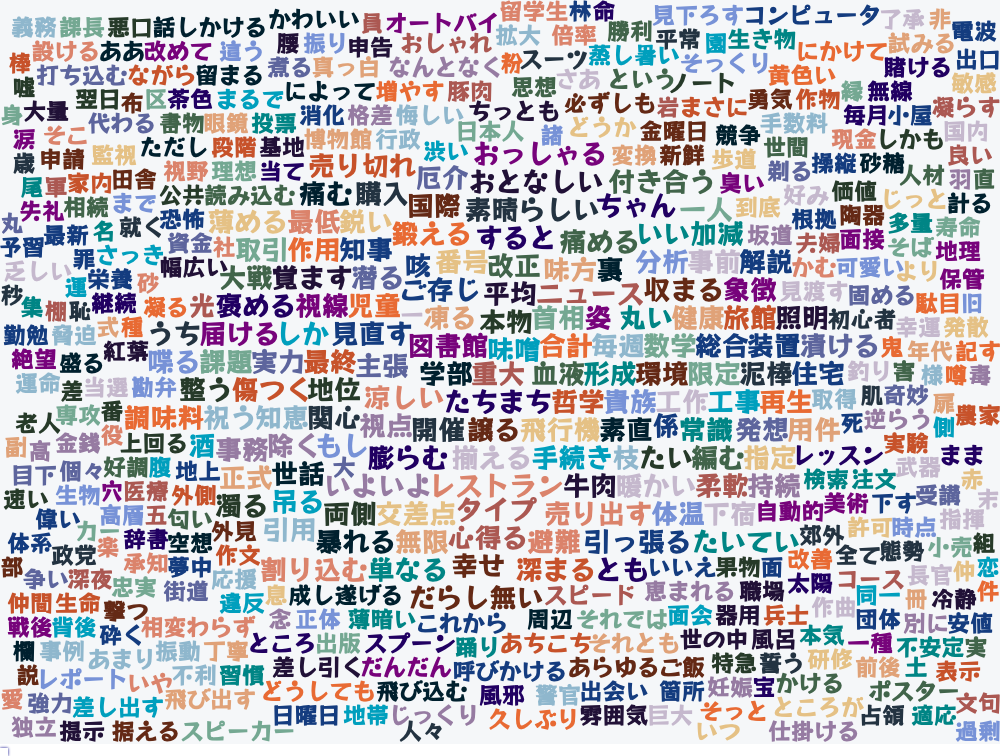 義務 課長 悪口 話しかける かわいい 員 オートバイ 留学生 林 命 見下ろす コンピュータ 了承 非 電波
棒 設ける ああ 改めて 違う 腰 振り 申告 おしゃれ 拡大 倍率 勝利 平常 園 生き物 にかけて 試みる 出口
嘘 打ち込む ながら 留まる 煮る 真っ白 なんとなく 粉 スーツ 蒸し暑い そっくり 黄色い 賭ける 敏感
身 大量 翌日 布 区 茶色 まるで によって 増やす 豚肉 思想 さあ という ノート 勇気 作物 縁 無線 凝らす
涙 そこ 代わる 書物 眼鏡 投票 消化 格差 悔しい ちっとも 必ずしも 岩 まさに 毎月 小屋 国内
歳 申請 監視 ただし 段階 基地 博物館 行政 渋い 日本人 諸 どうか 金曜日 競争 手数料 世間 現金 しかも 良い
尾 軍 家内 田舎 視野 理想 当て 売り切れ 厄介 おっしゃる 変換 新鮮 歩道 剃る 操縦 砂糖 人材 羽 直
丸 失礼 相続 まで 公共 読み込む 痛む 購入 おとなしい 付き合う 臭い 好み 価値 じっと 計る
予習 最新 名 就く 恐怖 薄める 最低 鋭い 国際 素晴らしい ちゃん 一人 到底 根拠 陶器 多量 寿命
乏しい 罪 さっき 資金 社 取引 作用 知事 鍛える すると 痛める いい加減 坂道 夫婦 面接 そば 地理
秒 運 栄養 砂 幅広い 大戦 覚ます 潜る 咳 番号 改正 味方 裏 分析 事前 解説 かむ 可愛い より 保管
集 棚 恥 継続 凝る 光 褒める 視線 児童 ご存じ 平均 ニュース 収まる 象徴 見渡す 固める 駄目 旧
勤勉 脅迫 式 種 うち 届ける しか 見直す 一 凍る 本物 首相 姿 丸い 健康 旅館 照明 初心者 幸運 発散
絶望 盛る 紅葉 喋る 課題 実力 最終 主張 図書館 味噌 合計 毎週 数学 総合 装置 漬ける 鬼 年代 記す
運命 差 当選 勘弁 整う 傷つく 地位 涼しい 学部 重大 血液 形成 環境 限定 泥棒 住宅 釣り 害 様 噂 毒
老人 専攻 番 調味料 祝う 知恵 関心 たちまち 哲学 貴族 工作 工事 再生 取得 肌 奇妙 扉 農家
副 高 金銭 役 上回る 酒 事務 除く もし 視点 開催 譲る 飛行機 素直 係 常識 発想 用件 死 逆らう 側 実験
目下 個々 好調 腹 地上 正式 世話 大 膨らむ 揃える 手続き 枝 たい 編む 指定 レッスン 武器 まま
速い 生物 穴 医療 外側 濁る 吊る いよいよ レストラン 牛肉 暖かい 柔軟 持続 検索 注文 赤 末
偉い 力 高層 五 匂い 外見 引用 両側 文差点 タイプ 売り出す 体温 下宿 自動的 美術 下す 受講 指揮
体系 政党 楽 辞書 空想 作文 暴れる 無限 心得る 避難 引っ張る たいてい 郊外 許可 時点 小売 組
部 争い 深夜 承知 夢中 応援 割り込む 単なる 幸せ 深まる とも いいえ 果物 面 改善 全て 態勢 長官 仲 恋
仲間 生命 忠実 街道 違反 息 成し遂げる だらし無い スピード 恵まれる 職場 太陽 コース 同一 冊 冷静 件
戦後 背後 撃つ 砕く 相変わらず 念 正体 薄暗い これから 周辺 それでは 面会 器用 兵士 作曲 団体 別に 安値
欄 事例 あまり 振動 丁寧 ところ 出版 スプーン 踊り あちこち それとも 世の中 風呂 本気 一種 不安定 実
説 レポート いや 不利 習慣 差し引く だんだん 呼びかける あらゆる ご飯 特急 誓う 研修 前後 土 表示
愛 強力 差し出す 飛び出す どうしても 飛び込む 風邪 警官 出会い 箇所 妊娠 宝 かける ポスター 文句
独立 提示 据える スピーカー 日曜日 地帯 じっくり 人々 久しぶり 雰囲気 巨大 そっと いつ ところが 仕掛ける 占領 適応 過剰